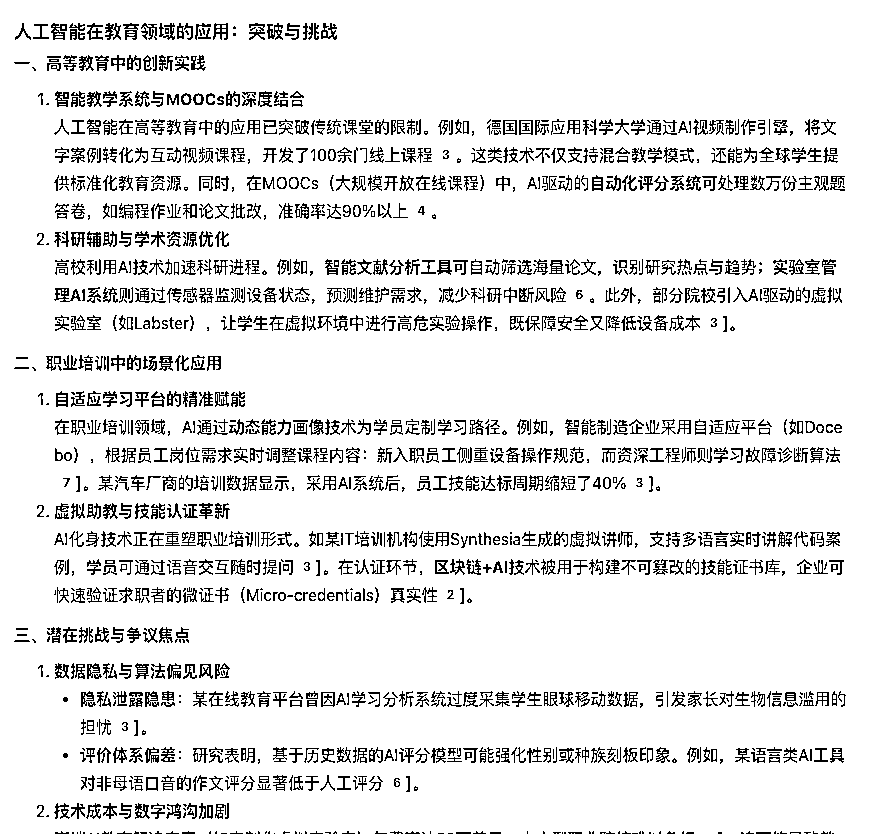 人工智能在教育领域的应用：突破与挑战
一、高等教育中的创新实践
1. 智能教学系统与MOOCs的深度结合
人工智能在高等教育中的应用已突破传统课堂的限制。例如，德国国际应用科学大学通过AI视频制作引擎，将文
字案例转化为互动视频课程，开发了100余门线上课程 3 。这类技术不仅支持混合教学模式，还能为全球学生提
供标准化教育资源。同时，在MOOCs（大规模开放在线课程）中，AI驱动的自动化评分系统可处理数万份主观题
答卷，如编程作业和论文批改，准确率达90%以上 4 。
2. 科研辅助与学术资源优化
高校利用AI技术加速科研进程。例如，智能文献分析工具可自动筛选海量论文，识别研究热点与趋势；实验室管
理AI系统则通过传感器监测设备状态，预测维护需求，减少科研中断风险 6 。此外，部分院校引入AI驱动的虚拟
实验室（如Labster），让学生在虚拟环境中进行高危实验操作，既保障安全又降低设备成本 3 ]。
二、职业培训中的场景化应用
1. 自适应学习平台的精准赋能
在职业培训领域，AI通过动态能力画像技术为学员定制学习路径。例如，智能制造企业采用自适应平台（如Doce
bo），根据员工岗位需求实时调整课程内容：新入职员工侧重设备操作规范，而资深工程师则学习故障诊断算法
7 ]。某汽车厂商的培训数据显示，采用AI系统后，员工技能达标周期缩短了40% 3 ]。
2. 虚拟助教与技能认证革新
AI化身技术正在重塑职业培训形式。如某IT培训机构使用Synthesia生成的虚拟讲师，支持多语言实时讲解代码案
例，学员可通过语音交互随时提问 3 ]。在认证环节，区块链+AI技术被用于构建不可篡改的技能证书库，企业可
快速验证求职者的微证书（Micro-credentials）真实性 2 ]。
三、潜在挑战与争议焦点
1. 数据隐私与算法偏见风险
• 隐私泄露隐患：某在线教育平台曾因AI学习分析系统过度采集学生眼球移动数据，引发家长对生物信息滥用的
担忧 3 ]。
• 评价体系偏差：研究表明，基于历史数据的AI评分模型可能强化性别或种族刻板印象。例如，某语言类AI工具
对非母语口音的作文评分显著低于人工评分 6 ]。
2. 技术成本与数字鸿沟加剧